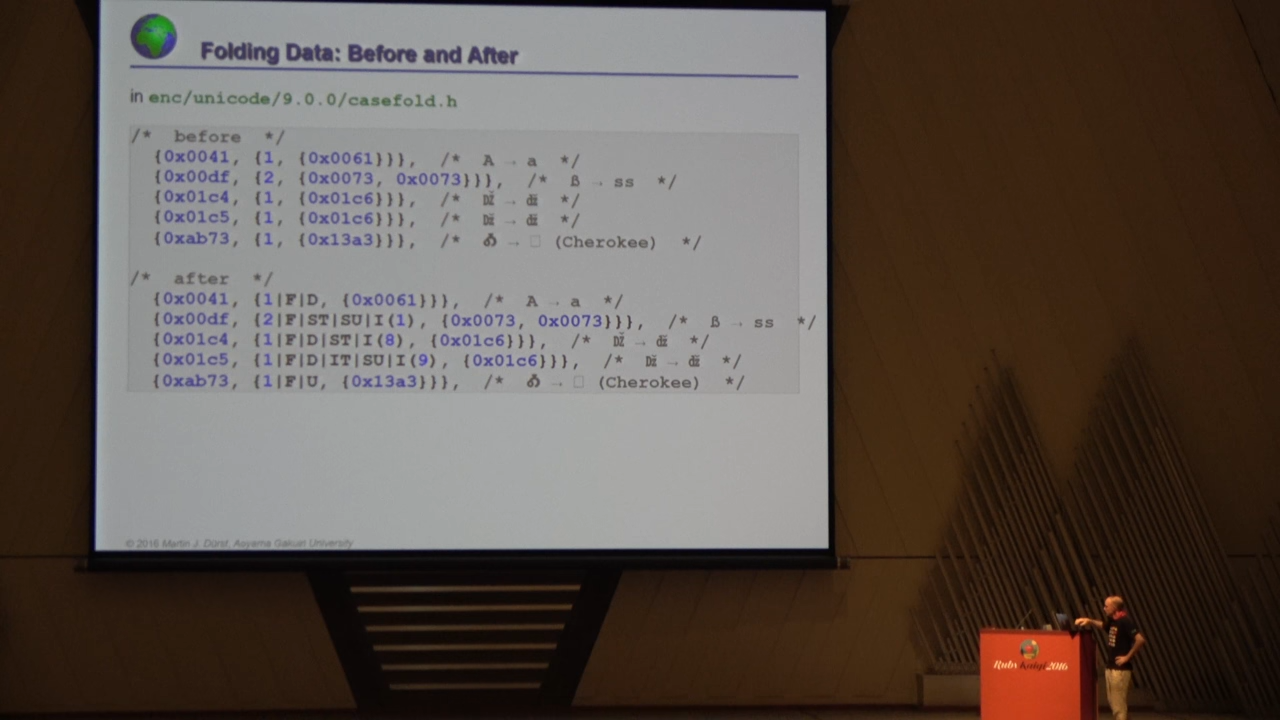 Folding Data: Before and After
in enc/unicode/9.0.0/casefold.h
/* before */
{0x0041, {1, {0x0061}}}, /* A → a */
{0x00df, {2, {0x0073, 0x0073}}}, /* ß → ss */
{0x01c4, {1, {0x01c6}}}, /* Ǆ → ǆ */
{0x01c5, {1, {0x01c6}}}, /* ǅ → ǆ */
{0xab73, {1, {0x13a3}}}, /* ꭳ → □ (Cherokee) */
/* after */
{0x0041, {1|F|D, {0x0061}}}, /* A → a */
{0x00df, {2|F|ST|SU|I(1), {0x0073, 0x0073}}}, /* ß → ss */
{0x01c4, {1|F|D|ST|I(8), {0x01c6}}}, /* Ǆ → ǆ */
{0x01c5, {1|F|D|IT|SU|I(9), {0x01c6}}}, /* ǅ → ǆ */
{0xab73, {1|F|U, {0x13a3}}}, /* ꭳ → □ (Cherokee) */
© 2016 Martin J. Dürst, Aoyama Gakuin University
RubyKaigi 2016